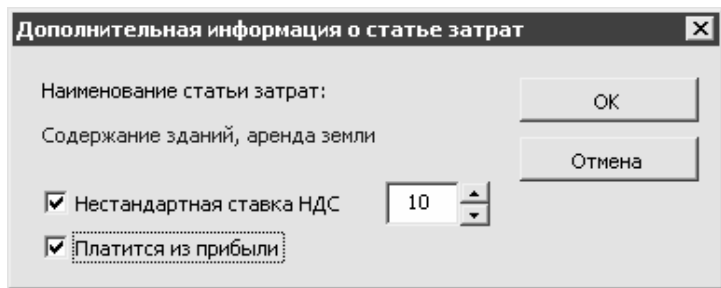 Дополнительная информация о статье затрат
Наименование статьи затрат:
OK
Содержание зданий, аренда земли
Отмена
Нестандартная ставка НДС 10
Платится из прибыли